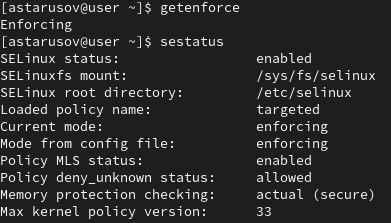 [astarusov@user ~]$ getenforce
Enforcing
[astarusov@user ~]$ sestatus
SELinux status:                 enabled
SELinuxfs mount:                /sys/fs/selinux
SELinux root directory:         /etc/selinux
Loaded policy name:             targeted
Current mode:                   enforcing
Mode from config file:          enforcing
Policy MLS status:              enabled
Policy deny_unknown status:     allowed
Memory protection checking:     actual (secure)
Max kernel policy version:      33